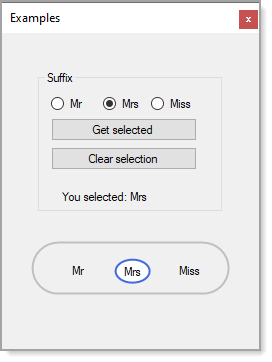 Examples x
Suffix
Mr Mrs Miss
Get selected
Clear selection
You selected: Mrs
Mr Mrs Miss